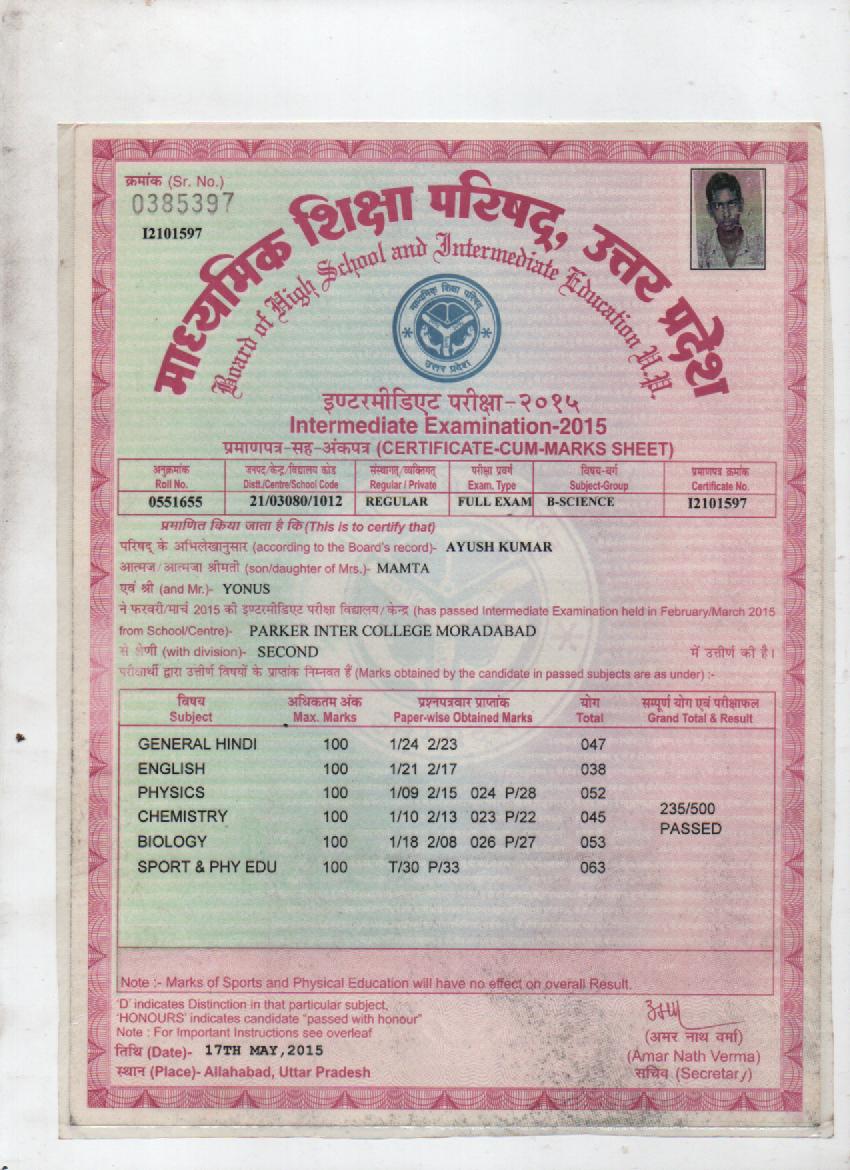 क्रमांक (Sr. No.)
0385397
I2101597
माध्यमिक शिक्षा परिषद्, उत्तर प्रदेश
Board of High School and Intermediate Education U.P.
माध्यमिक शिक्षा परिषद्
उत्तर प्रदेश
इण्टरमीडिएट परीक्षा-२०१५
Intermediate Examination-2015
प्रमाणपत्र-सह-अंकपत्र (CERTIFICATE-CUM-MARKS SHEET)
अनुक्रमांक जनपद/केन्द्र/विद्यालय कोड संस्थागत/व्यक्तिगत् परीक्षा प्रवर्ग विषय-वर्ग प्रमाणपत्र क्रमांक
Roll No. Distt./Centre/School Code Regular / Private Exam. Type Subject-Group Certificate No.
0551655 21/03080/1012 REGULAR FULL EXAM B-SCIENCE I2101597
प्रमाणित किया जाता है कि (This is to certify that)
परिषद् के अभिलेखानुसार (according to the Board's record)- AYUSH KUMAR
आत्मज/आत्मजा श्रीमती (son/daughter of Mrs.)- MAMTA
एवं श्री (and Mr.)- YONUS
ने फरवरी/मार्च 2015 की इण्टरमीडिएट परीक्षा विद्यालय/केन्द्र (has passed Intermediate Examination held in February/March 2015
from School/Centre)- PARKER INTER COLLEGE MORADABAD
से श्रेणी (with division)- SECOND में उत्तीर्ण की है।
परीक्षार्थी द्वारा उत्तीर्ण विषयों के प्राप्तांक निम्नवत हैं (Marks obtained by the candidate in passed subjects are as under) :-
विषय अधिकतम अंक प्रश्नपत्रवार प्राप्तांक योग सम्पूर्ण योग एवं परीक्षाफल
Subject Max. Marks Paper-wise Obtained Marks Total Grand Total & Result
GENERAL HINDI 100 1/24 2/23 047
ENGLISH 100 1/21 2/17 038
PHYSICS 100 1/09 2/15 024 P/28 052
CHEMISTRY 100 1/10 2/13 023 P/22 045
235/500
PASSED
BIOLOGY 100 1/18 2/08 026 P/27 053
SPORT & PHY EDU 100 T/30 P/33 063
Note :- Marks of Sports and Physical Education will have no effect on overall Result.
'D' indicates Distinction in that particular subject,
'HONOURS' indicates candidate "passed with honour"
Note : For Important Instructions see overleaf
तिथि (Date)- 17TH MAY,2015
स्थान (Place)- Allahabad, Uttar Pradesh
(अमर नाथ वर्मा)
(Amar Nath Verma)
सचिव (Secretary)